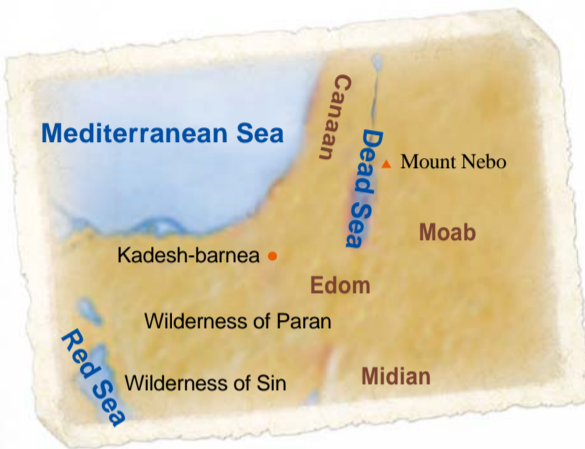 Canaan
Mediterranean Sea
Dead Sea
Mount Nebo
Moab
Kadesh-barnea
Edom
Wilderness of Paran
Red Sea
Wilderness of Sin
Midian